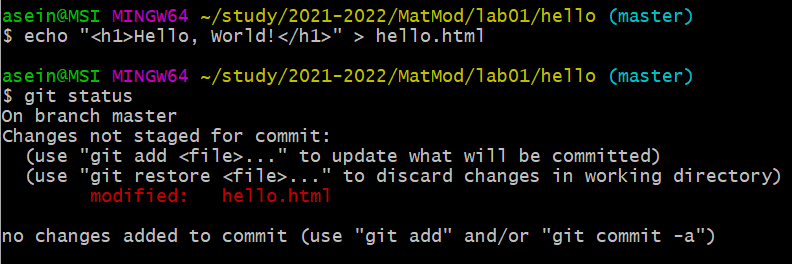 asein@MSI MINGW64 ~/study/2021-2022/MatMod/lab01/hello (master)
$ echo "<h1>Hello, World!</h1>" > hello.html
asein@MSI MINGW64 ~/study/2021-2022/MatMod/lab01/hello (master)
$ git status
On branch master
Changes not staged for commit:
  (use "git add <file>..." to update what will be committed)
  (use "git restore <file>..." to discard changes in working directory)
        modified:   hello.html
no changes added to commit (use "git add" and/or "git commit -a")